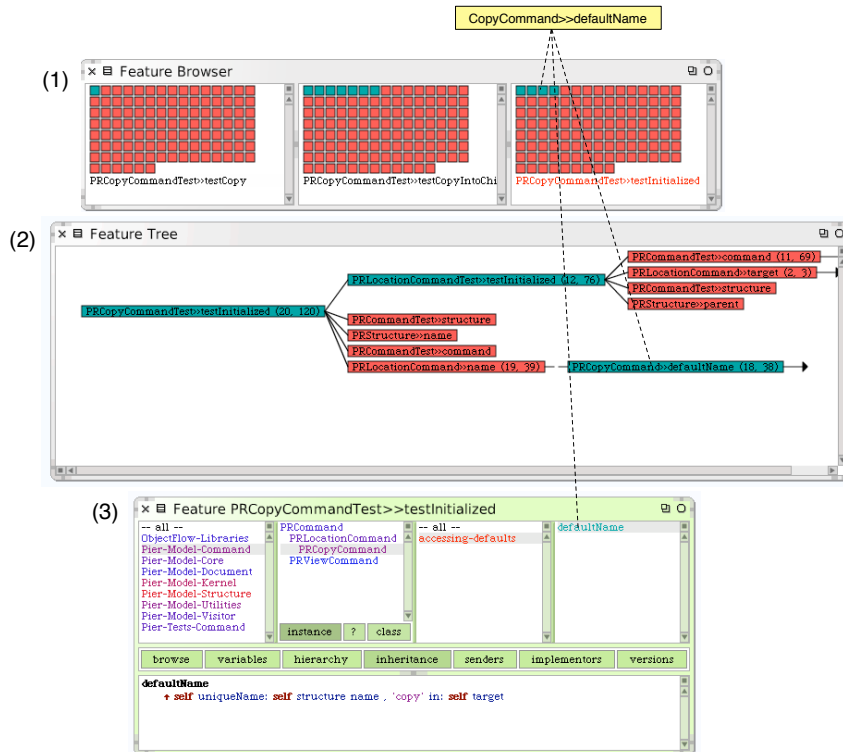 CopyCommand>>defaultName
(1)
Feature Browser
PRCopyCommandTest>>testCopy
PRCopyCommandTest>>testCopyIntoChi
PRCopyCommandTest>>testInitialized
(2)
Feature Tree
PRCommandTest>>command (11, 69)
PRLocationCommandTest>>testInitialized (12, 76)
PRLocationCommand>>target (2, 3)
PRCommandTest>>structure
PRStructure>>parent
PRCopyCommandTest>>testInitialized (20, 120)
PRCommandTest>>structure
PRStructure>>name
PRCommandTest>>command
PRLocationCommand>>name (19, 39)
PRCopyCommand>>defaultName (18, 38)
(3)
Feature PRCopyCommandTest>>testInitialized
-- all --
ObjectFlow-Libraries
Pier-Model-Command
Pier-Model-Core
Pier-Model-Document
Pier-Model-Kernel
Pier-Model-Structure
Pier-Model-Utilities
Pier-Model-Visitor
Pier-Tests-Command
PRCommand
PRLocationCommand
PRCopyCommand
PRViewCommand
instance ? class
-- all --
accessing-defaults
defaultName
browse variables hierarchy inheritance senders implementors versions
defaultName
↑ self uniqueName: self structure name , 'copy' in: self target